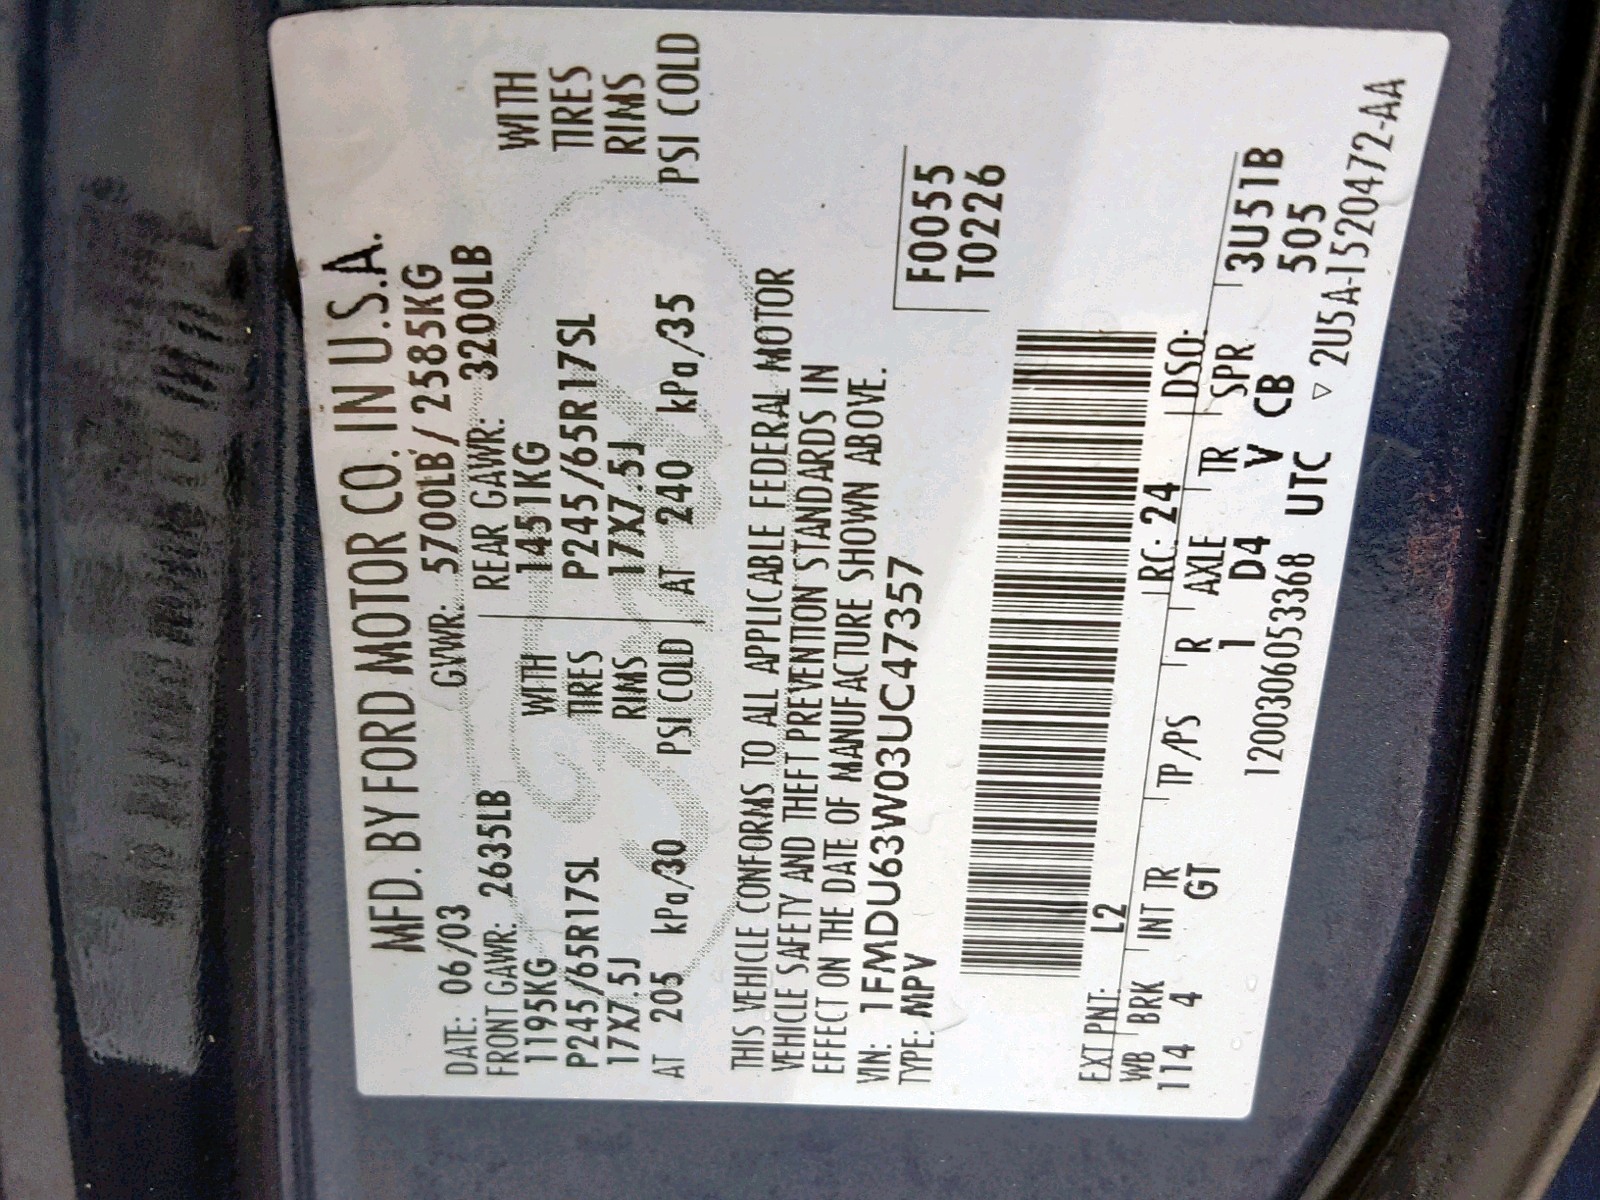 MFD. BY FORD MOTOR CO. IN U.S.A.
DATE: 06/03 GVWR: 5700LB/ 2585KG
FRONT GAWR: 2635LB REAR GAWR: 3200LB
1195KG WITH 1451KG WITH
P245/65R17SL TIRES P245/65R17SL TIRES
17X7.5J RIMS 17X7.5J RIMS
AT 205 kPa/30 PSI COLD AT 240 kPa/35 PSI COLD
THIS VEHICLE CONFORMS TO ALL APPLICABLE FEDERAL MOTOR
VEHICLE SAFETY AND THEFT PREVENTION STANDARDS IN
EFFECT ON THE DATE OF MANUFACTURE SHOWN ABOVE.
VIN: 1FMDU63W03UC47357
TYPE: MPV
F0055
T0226
EXT PNT: L2 RC: 24 DSO:
WB BRK INT TR TP/PS R AXLE TR SPR
114 4 GT 1 D4 V CB
3U51B
505
1200306053368 UTC ▽ 2U5A-1520472-AA